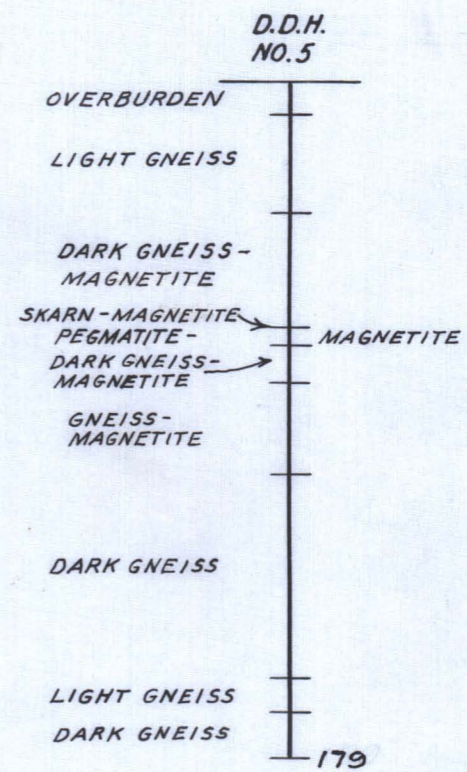 D.D.H.
NO.5
OVERBURDEN
LIGHT GNEISS
DARK GNEISS-
MAGNETITE
SKARN-MAGNETITE
MAGNETITE
PEGMATITE-
DARK GNEISS-
MAGNETITE
GNEISS-
MAGNETITE
DARK GNEISS
LIGHT GNEISS
DARK GNEISS
179